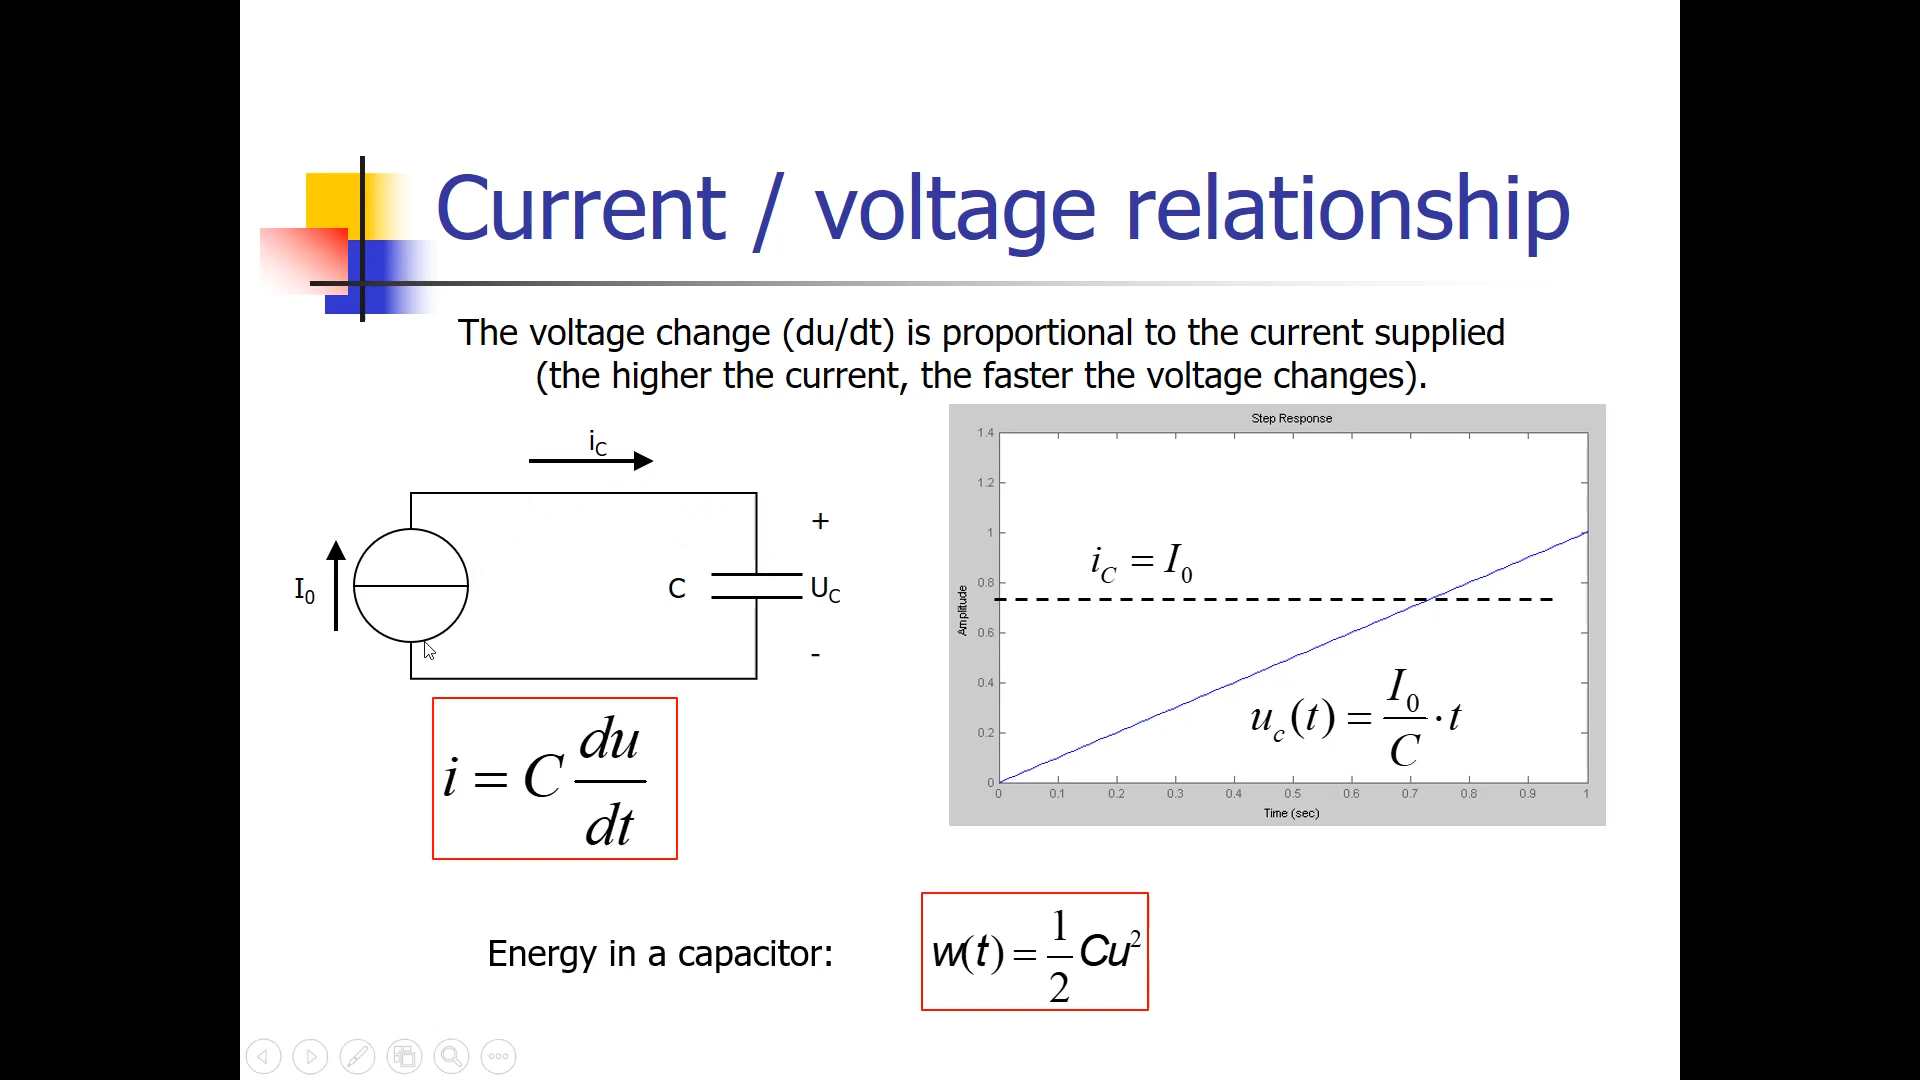 Current / voltage relationship
The voltage change (du/dt) is proportional to the current supplied
(the higher the current, the faster the voltage changes).
i_C
I_0
C
+
U_C
-
i = C du/dt
Step Response
Amplitude
1.4
1.2
1
0.8
0.6
0.4
0.2
0
i_C = I_0
u_c(t) = I_0/C · t
0 0.1 0.2 0.3 0.4 0.5 0.6 0.7 0.8 0.9 1
Time (sec)
Energy in a capacitor:
w(t) = 1/2 Cu²